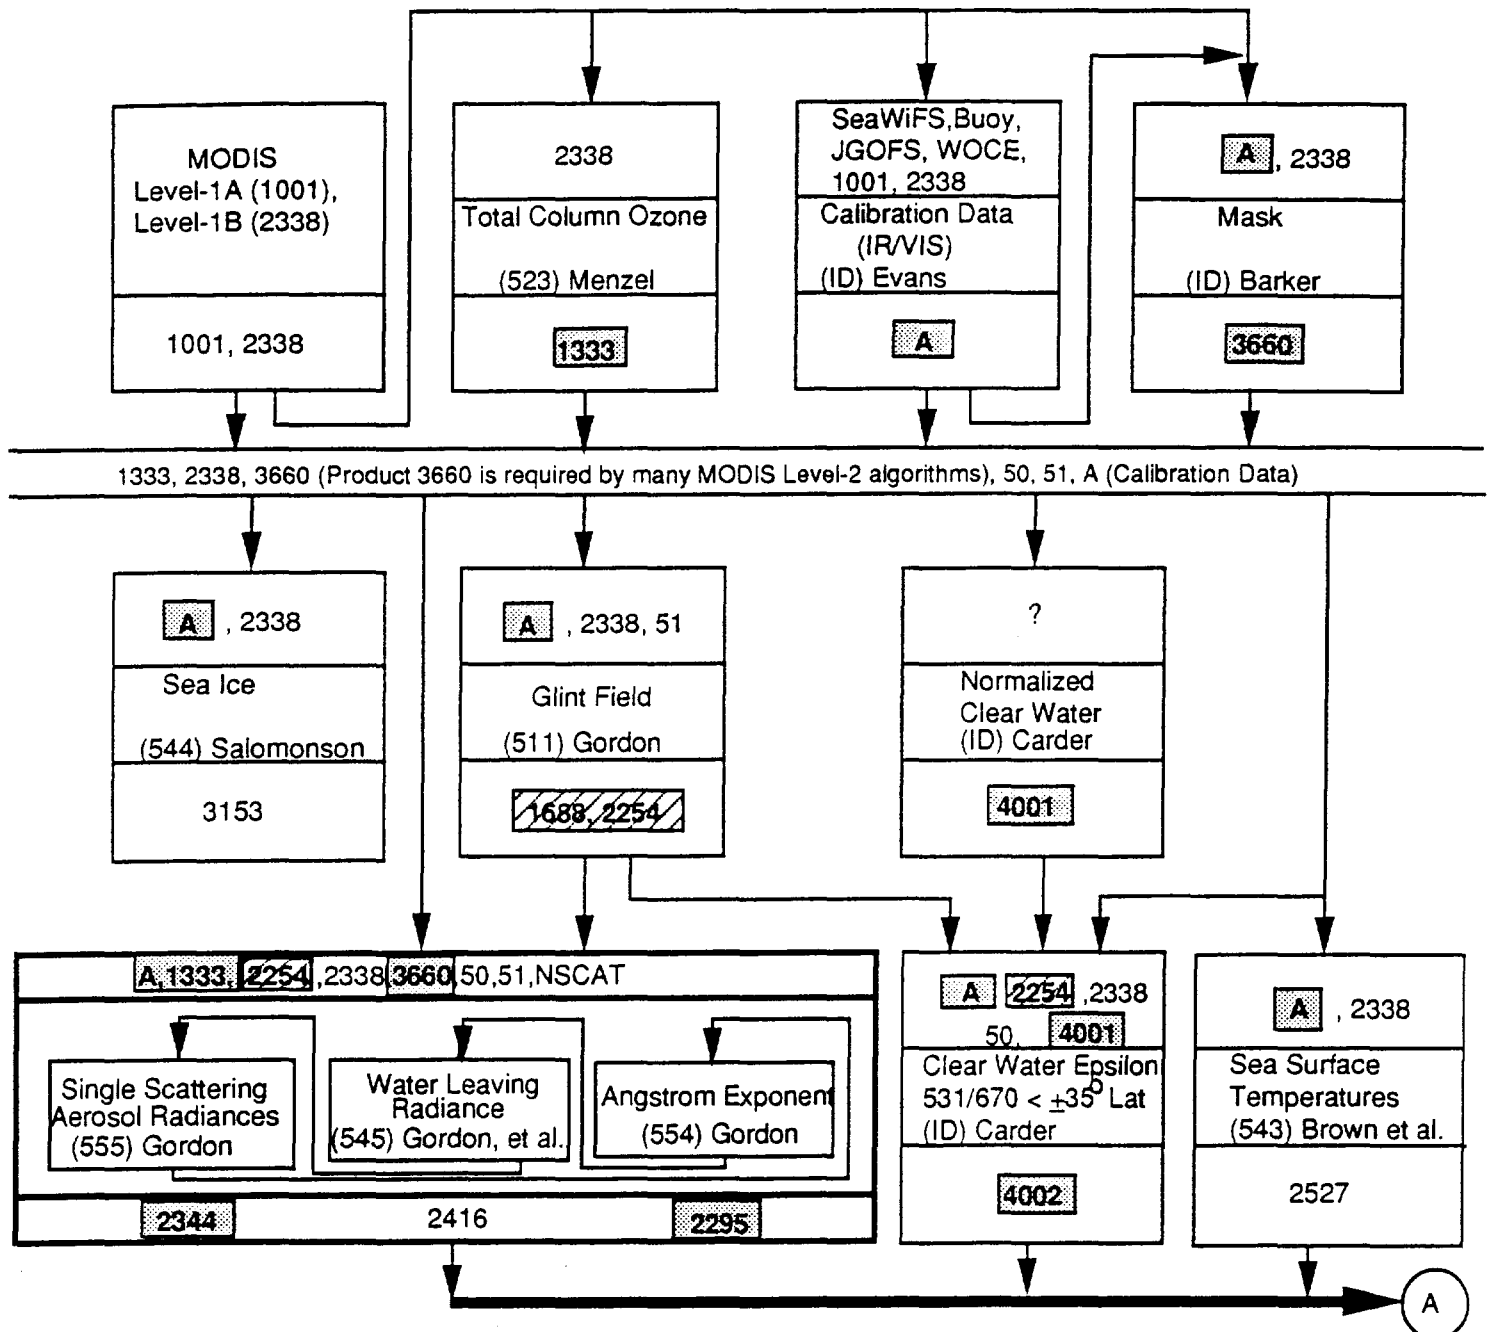 MODIS
Level-1A (1001),
Level-1B (2338)
1001, 2338
2338
Total Column Ozone
(523) Menzel
1333
SeaWiFS,Buoy,
JGOFS, WOCE,
1001, 2338
Calibration Data
(IR/VIS)
(ID) Evans
A
A , 2338
Mask
(ID) Barker
3660
1333, 2338, 3660 (Product 3660 is required by many MODIS Level-2 algorithms), 50, 51, A (Calibration Data)
A , 2338
Sea Ice
(544) Salomonson
3153
A , 2338, 51
Glint Field
(511) Gordon
1688, 2254
?
Normalized
Clear Water
(ID) Carder
4001
A,1333, 2254 ,2338,3660,50,51,NSCAT
Single Scattering
Aerosol Radiances
(555) Gordon
Water Leaving
Radiance
(545) Gordon, et al.
Angstrom Exponent
(554) Gordon
2344 2416 2295
A 2254 ,2338
50, 4001
Clear Water Epsilon
531/670 < ±35° Lat
(ID) Carder
4002
A , 2338
Sea Surface
Temperatures
(543) Brown et al.
2527
A